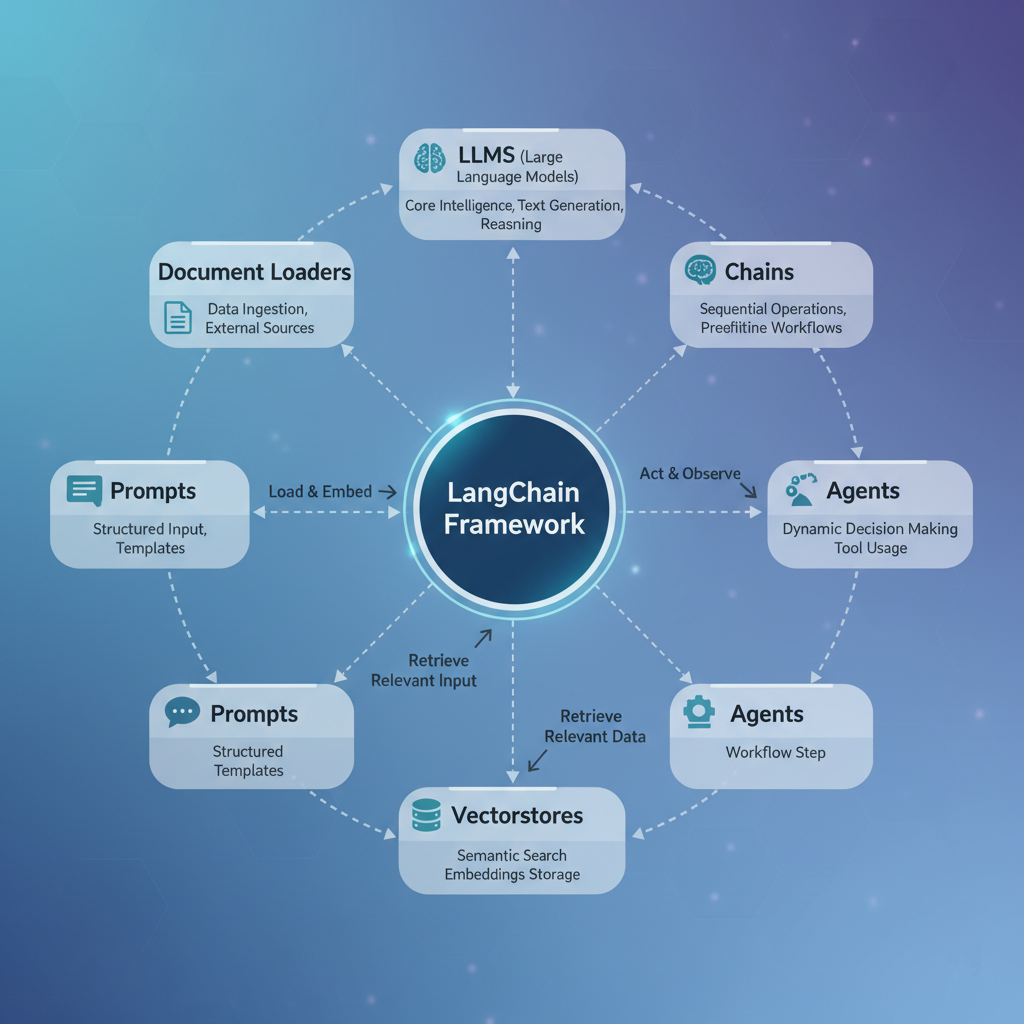 LLMS (Large
Language Models)
Core Intelligence, Text Generation,
Reasning
Document Loaders
Data Ingestion,
External Sources
Chains
Sequential Operations,
Preefiitine Workflows
Prompts
Structured Input,
Templates
Load & Embed →
LangChain
Framework
Act & Observe
Agents
Dynamic Decision Making
Tool Usage
Retrieve
Relevant Input
Prompts
Structured
Templates
Retrieve
Relevant Data
Agents
Workflow Step
Vectorstores
Semantic Search
Embeddings Storage